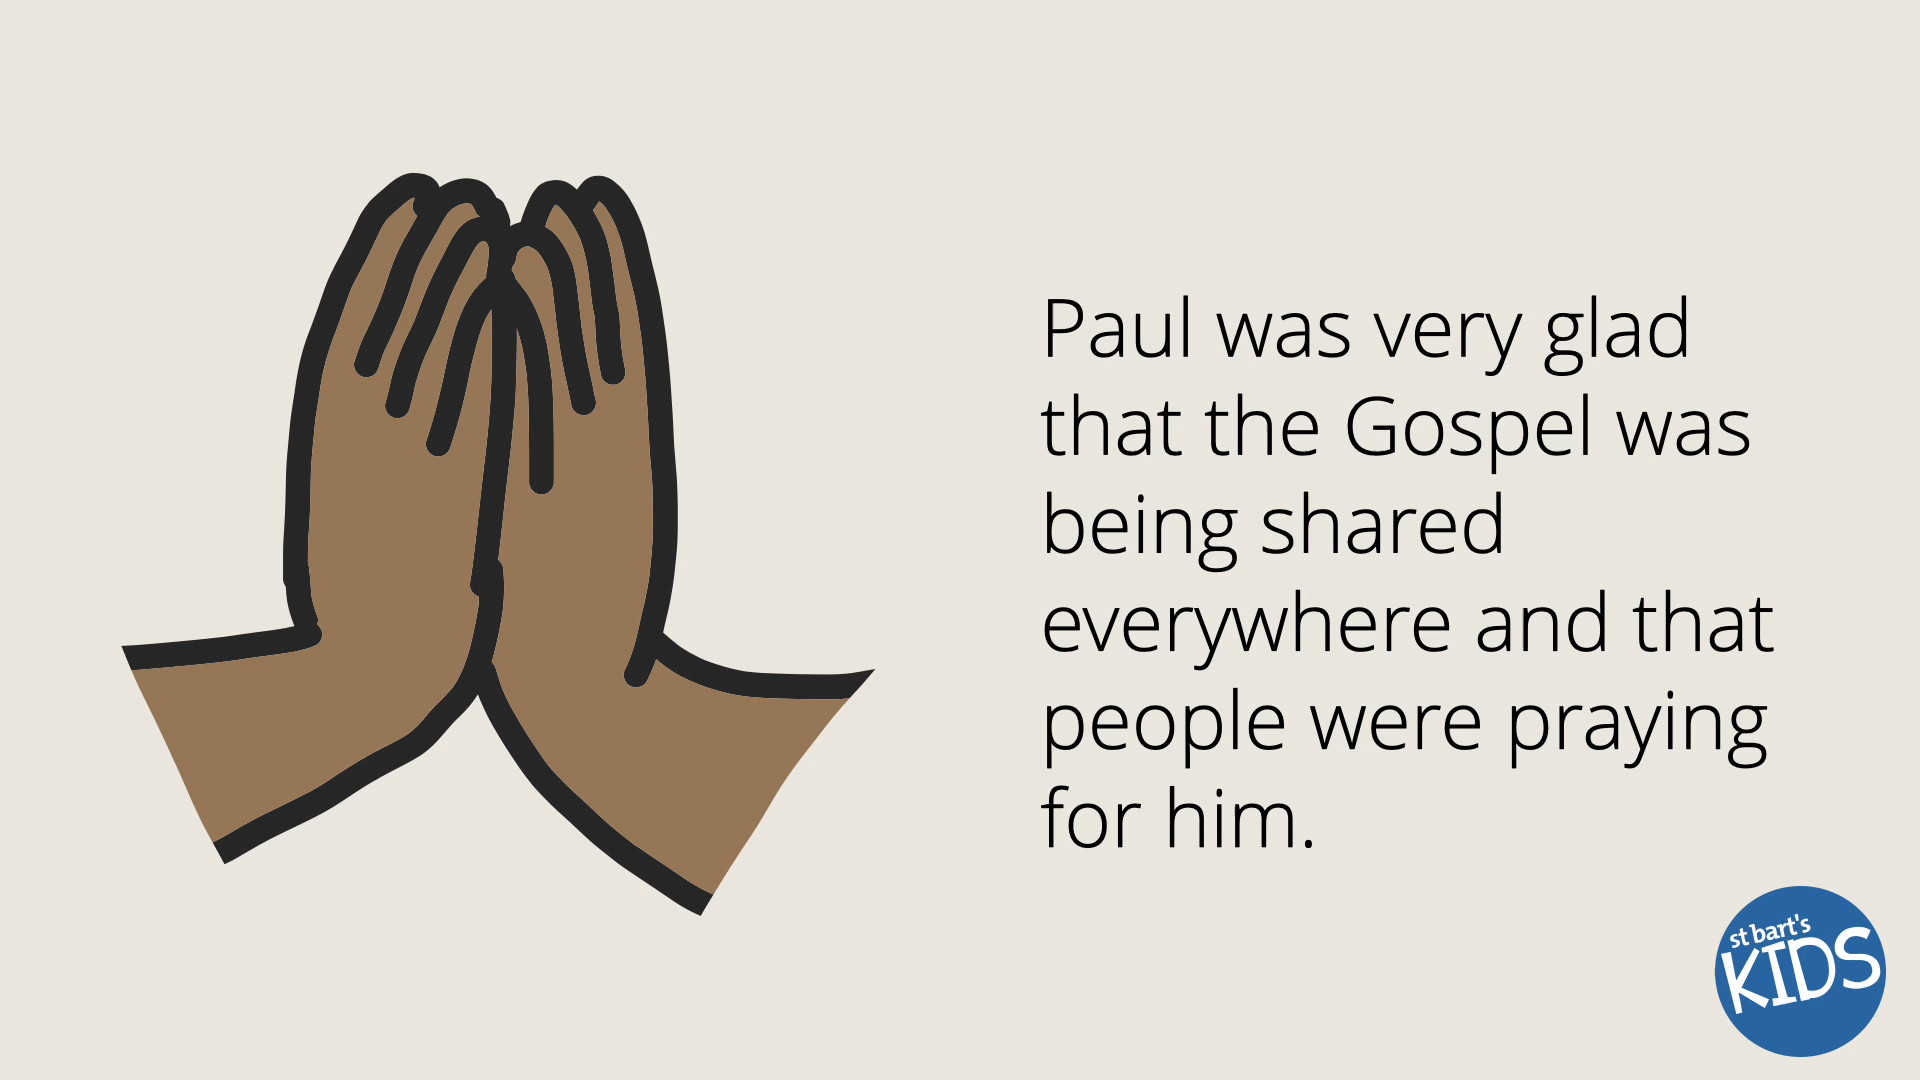 Paul was very glad
that the Gospel was
being shared
everywhere and that
people were praying
for him.
st bart's
KIDS